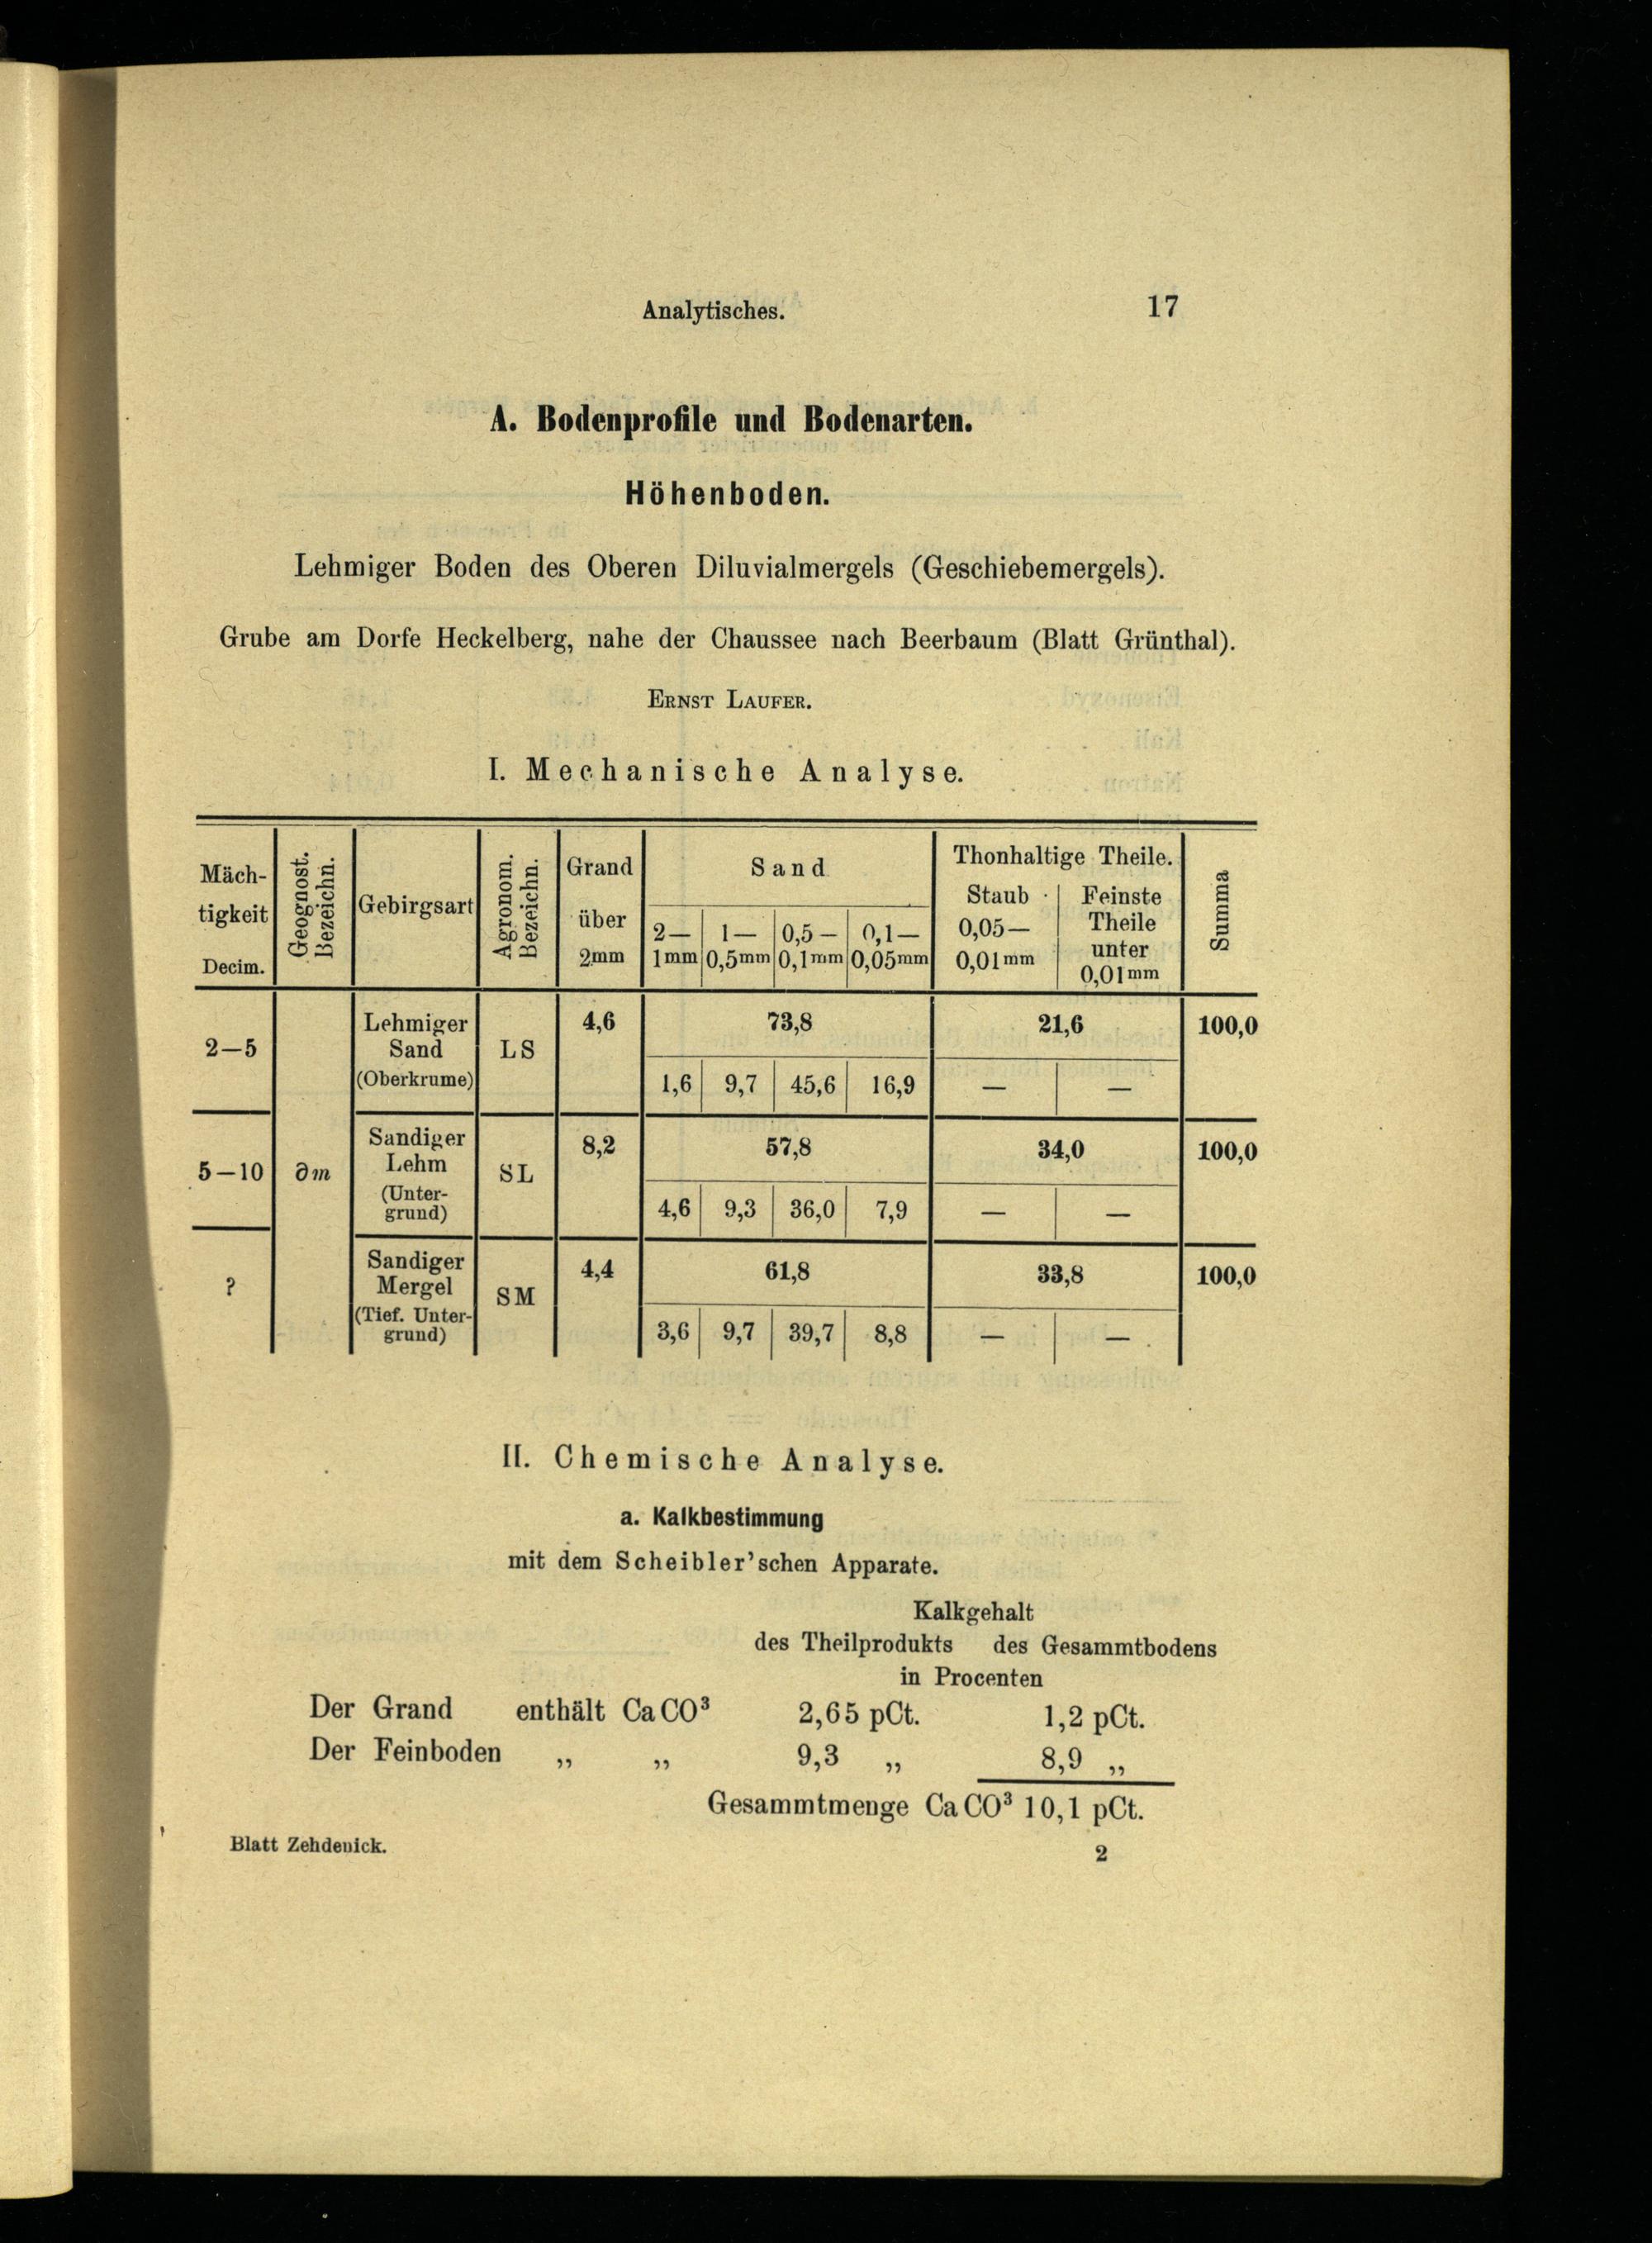 Analytisches. 17
A. Bodenprofile und Bodenarten.
Höhenboden.
Lehmiger Boden des Oberen Diluvialmergels (Geschiebemergels).
Grube am Dorfe Heckelberg, nahe der Chaussee nach Beerbaum (Blatt Grünthal).
Ernst Laufer.
I. Mechanische Analyse.
Mäch-
tigkeit
Decim.
Geognost.
Bezeichn.
Gebirgsart
Agronom.
Bezeichn.
Grand
über
2mm
Sand
2— 1— 0,5— 0,1—
1mm 0,5mm 0,1mm 0,05mm
Thonhaltige Theile.
Staub
0,05—
0,01mm
Feinste
Theile
unter
0,01mm
Summa
2—5
Lehmiger
Sand
(Oberkrume)
LS
4,6 73,8 21,6 100,0
1,6 9,7 45,6 16,9 — —
5—10
∂m
Sandiger
Lehm
(Unter-
grund)
SL
8,2 57,8 34,0 100,0
4,6 9,3 36,0 7,9 — —
?
Sandiger
Mergel
(Tief. Unter-
grund)
SM
4,4 61,8 33,8 100,0
3,6 9,7 39,7 8,8 — —
II. Chemische Analyse.
a. Kalkbestimmung
mit dem Scheibler'schen Apparate.
Kalkgehalt
des Theilprodukts des Gesammtbodens
in Procenten
Der Grand enthält CaCO³ 2,65 pCt. 1,2 pCt.
Der Feinboden „ „ 9,3 „ 8,9 „
Gesammtmenge CaCO³ 10,1 pCt.
Blatt Zehdenick. 2